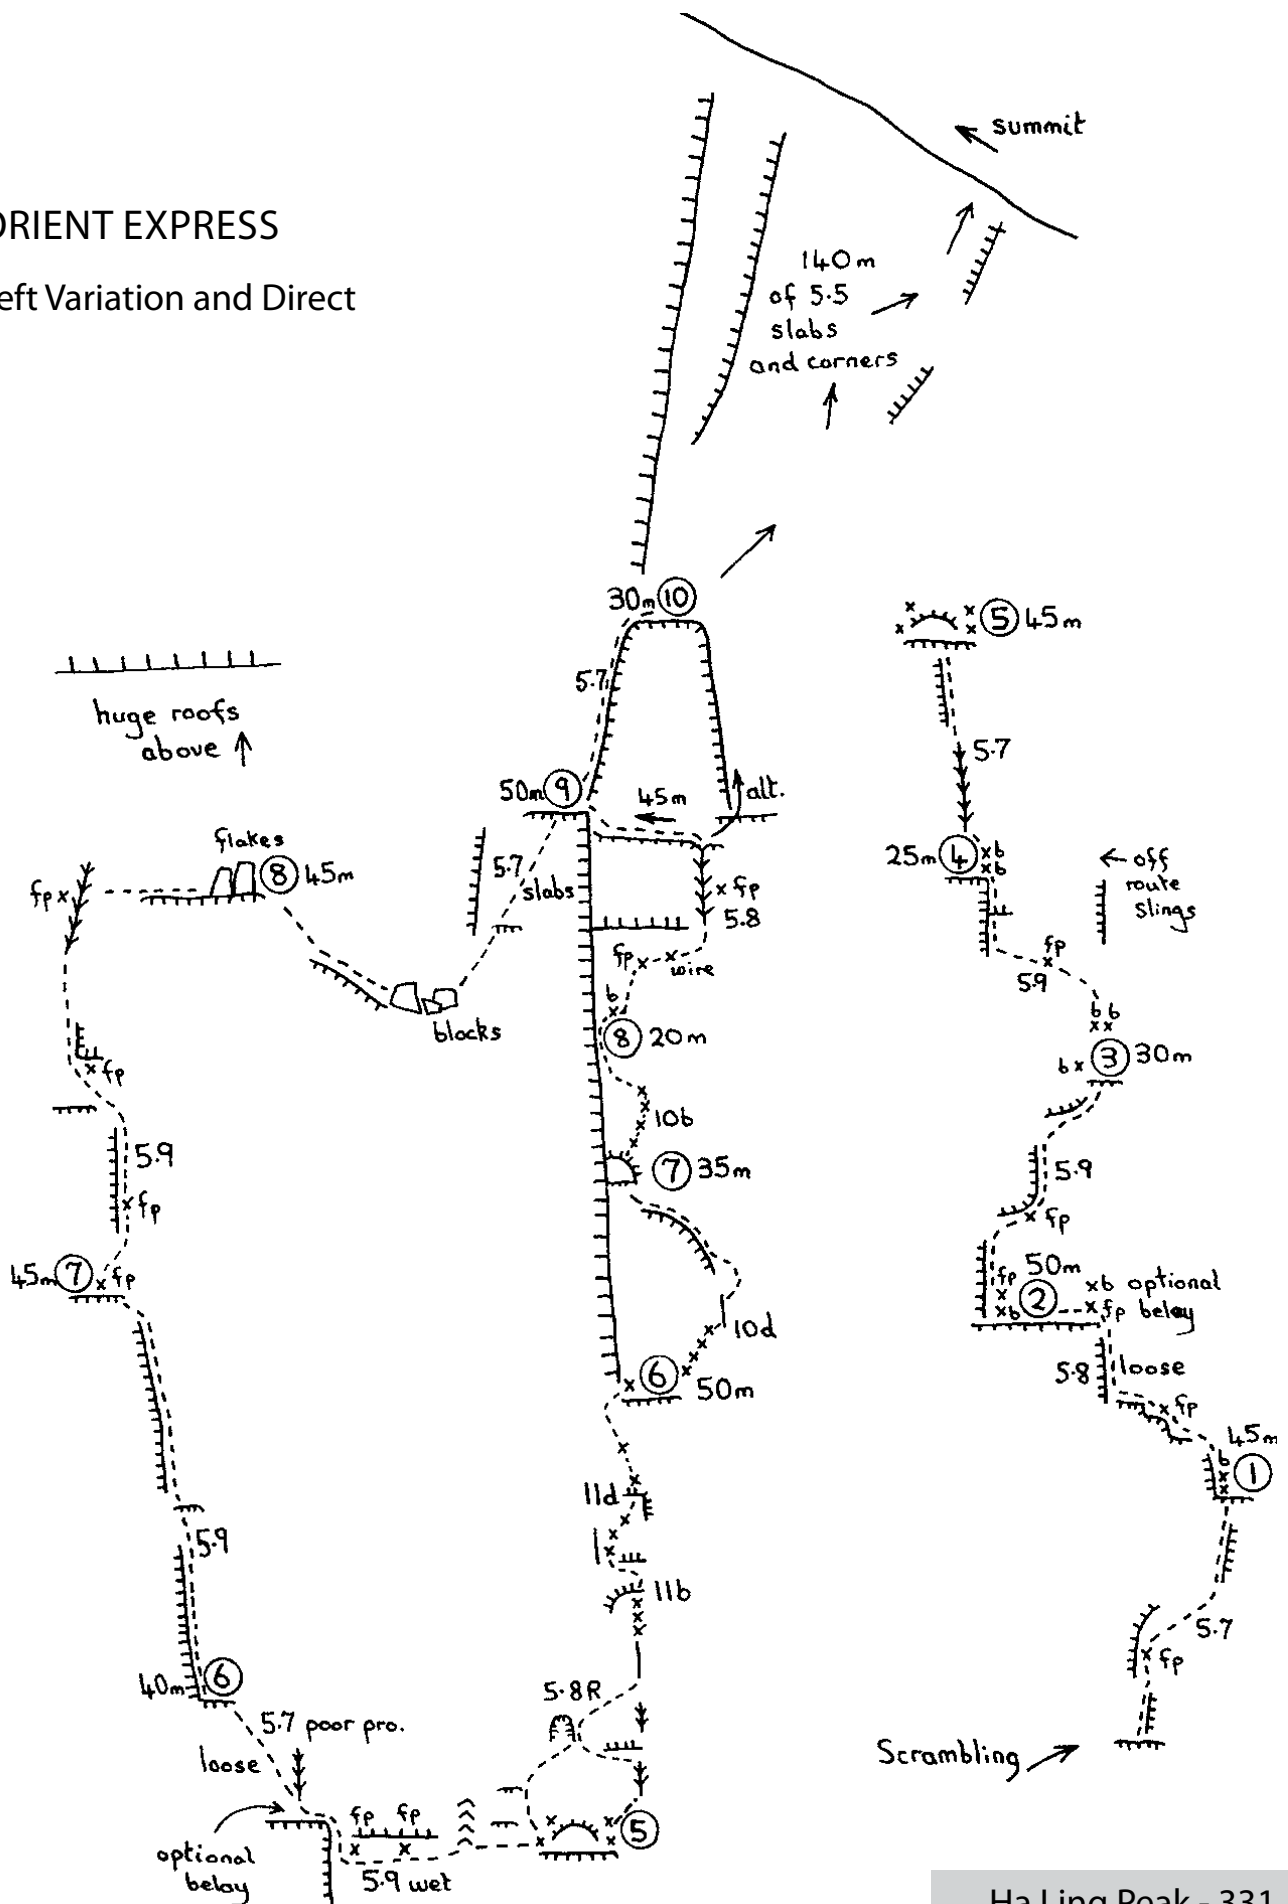 ORIENT EXPRESS
eft Variation and Direct
summit
140m
of 5.5
slabs
and corners
30m 10
5.7
huge roofs
above
50m 9
45m
alt.
flakes
8 45m
fp x
5.7
slabs
x fp
5.8
fp x x wire
b
x
8 20m
blocks
x fp
10b
5.9
7 35m
x fp
45m 7 x fp
10d
x 6 50m
11d
5.9
11b
40m 6
5.8R
5.7 poor pro.
loose
fp fp
x x
optional
belay
5.9 wet
5
5 45m
5.7
25m 4 xb
xb
off
route
slings
fp
x
5.9
b b
x x
b x 3 30m
5.9
x fp
50m
fp
x
xb 2
xb optional
x fp belay
5.8
loose
x fp
45m
b
1
5.7
x fp
Scrambling
Ha Ling Peak - 331